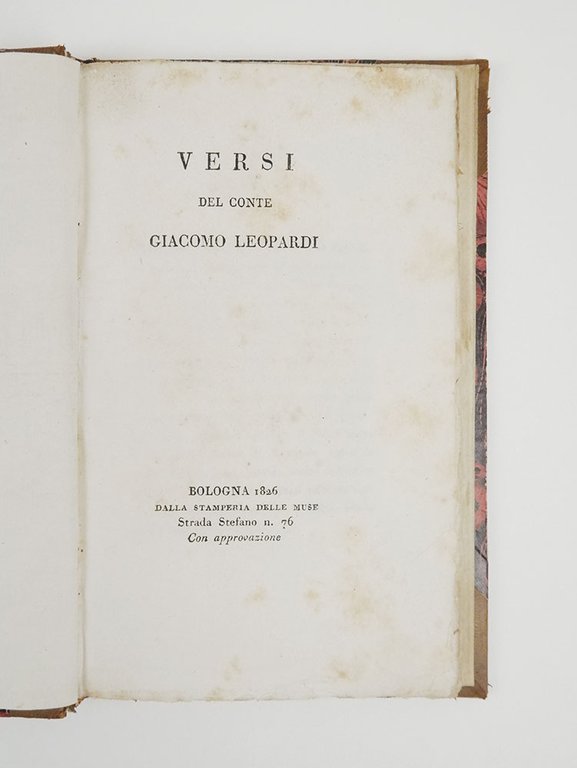 VERSI
DEL CONTE
GIACOMO LEOPARDI
BOLOGNA 1826
DALLA STAMPERIA DELLE MUSE
Strada Stefano n. 76
Con approvazione